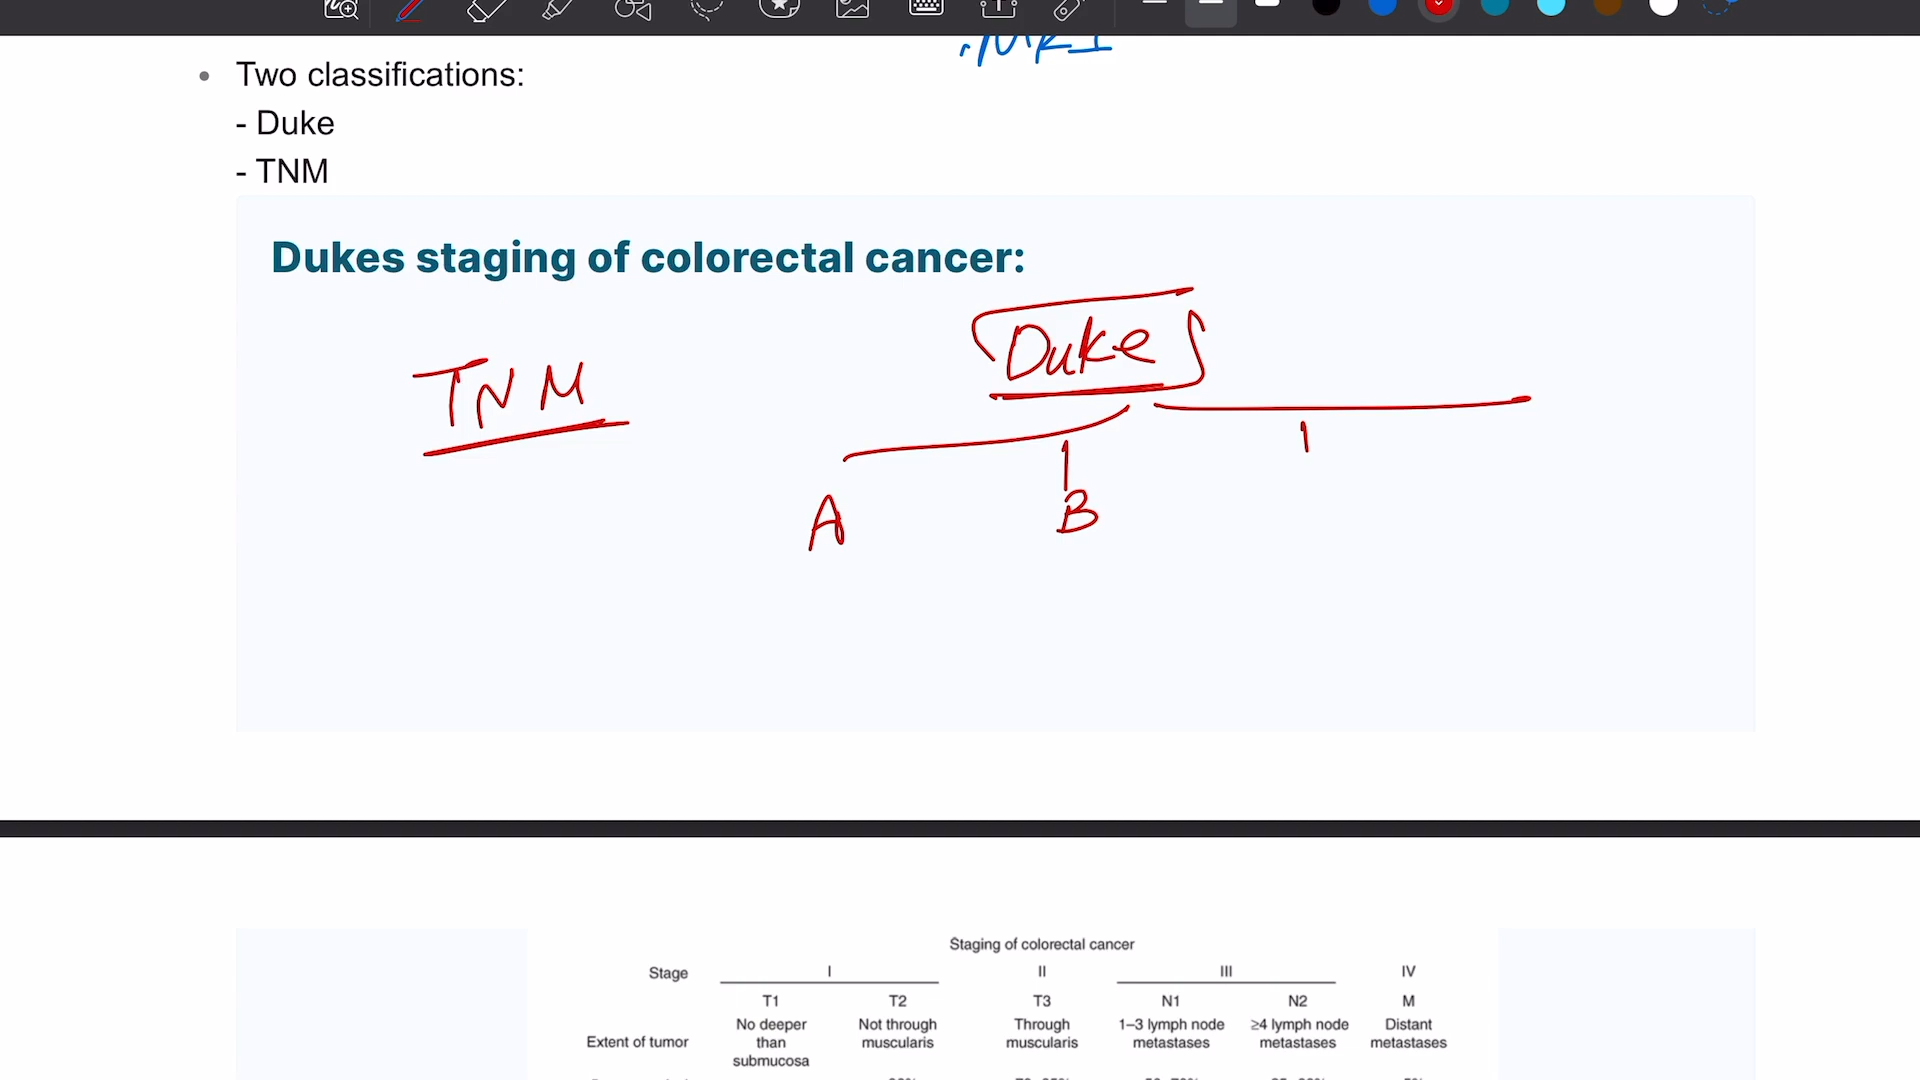 MRI
Two classifications:
- Duke
- TNM
Dukes staging of colorectal cancer:
Duke
TNM
A B
Staging of colorectal cancer
Stage I II III IV
T1 T2 T3 N1 N2 M
No deeper Not through Through 1–3 lymph node ≥4 lymph node Distant
Extent of tumor than muscularis muscularis metastases metastases metastases
submucosa